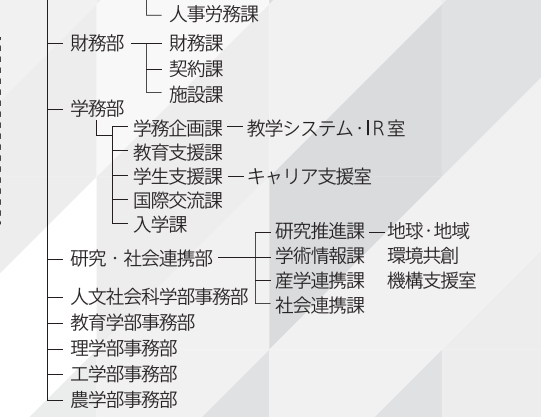 人事労務課
財務部
財務課
契約課
施設課
学務部
学務企画課
教学システム・IR室
教育支援課
学生支援課
キャリア支援室
国際交流課
入学課
研究・社会連携部
研究推進課
地球・地域
学術情報課
環境共創
産学連携課
機構支援室
社会連携課
人文社会科学部事務部
教育学部事務部
理学部事務部
工学部事務部
農学部事務部